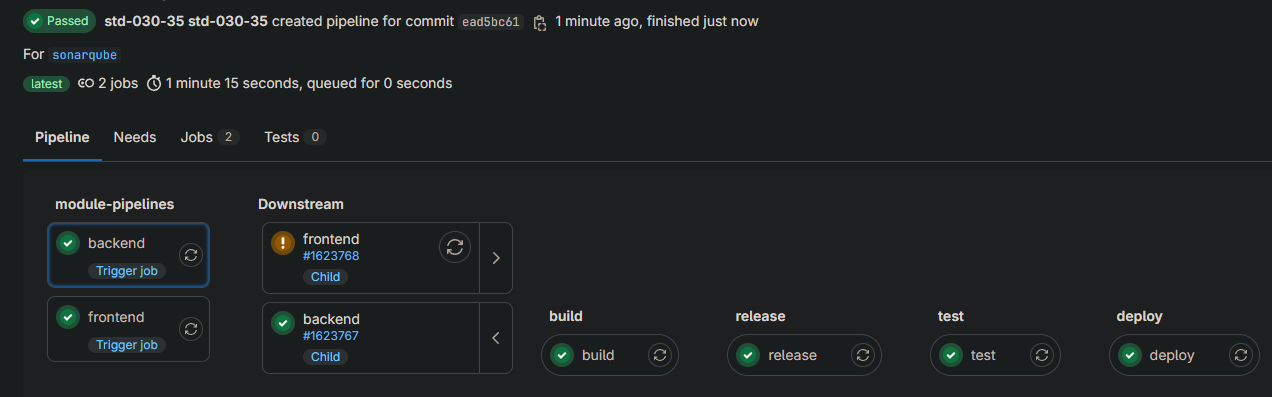 Passed std-030-35 std-030-35 created pipeline for commit ead5bc61 1 minute ago, finished just now
For sonarqube
latest 2 jobs 1 minute 15 seconds, queued for 0 seconds
Pipeline Needs Jobs 2 Tests 0
module-pipelines
backend
Trigger job
frontend
Trigger job
Downstream
frontend
#1623768
Child
backend
#1623767
Child
build
build
release
release
test
test
deploy
deploy